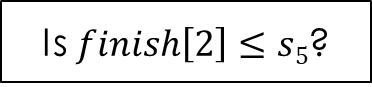 Is finish[2] ≤ s₅?